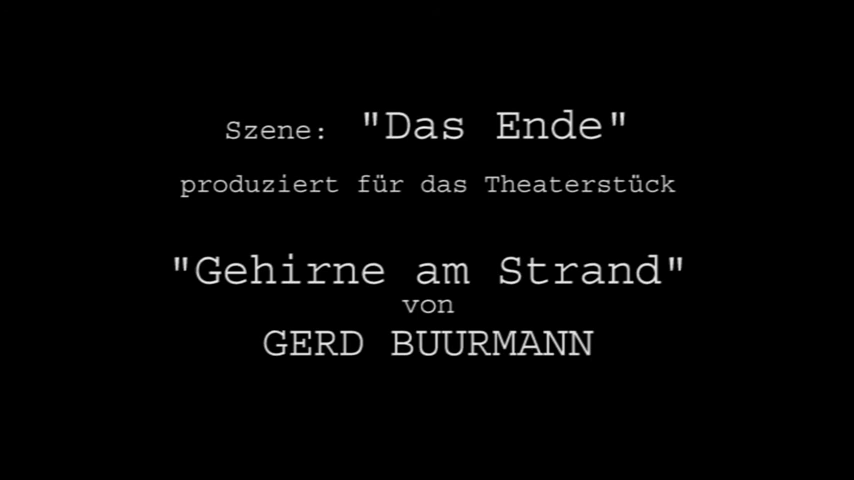 Szene: "Das Ende"
produziert für das Theaterstück
"Gehirne am Strand"
von
GERD BUURMANN